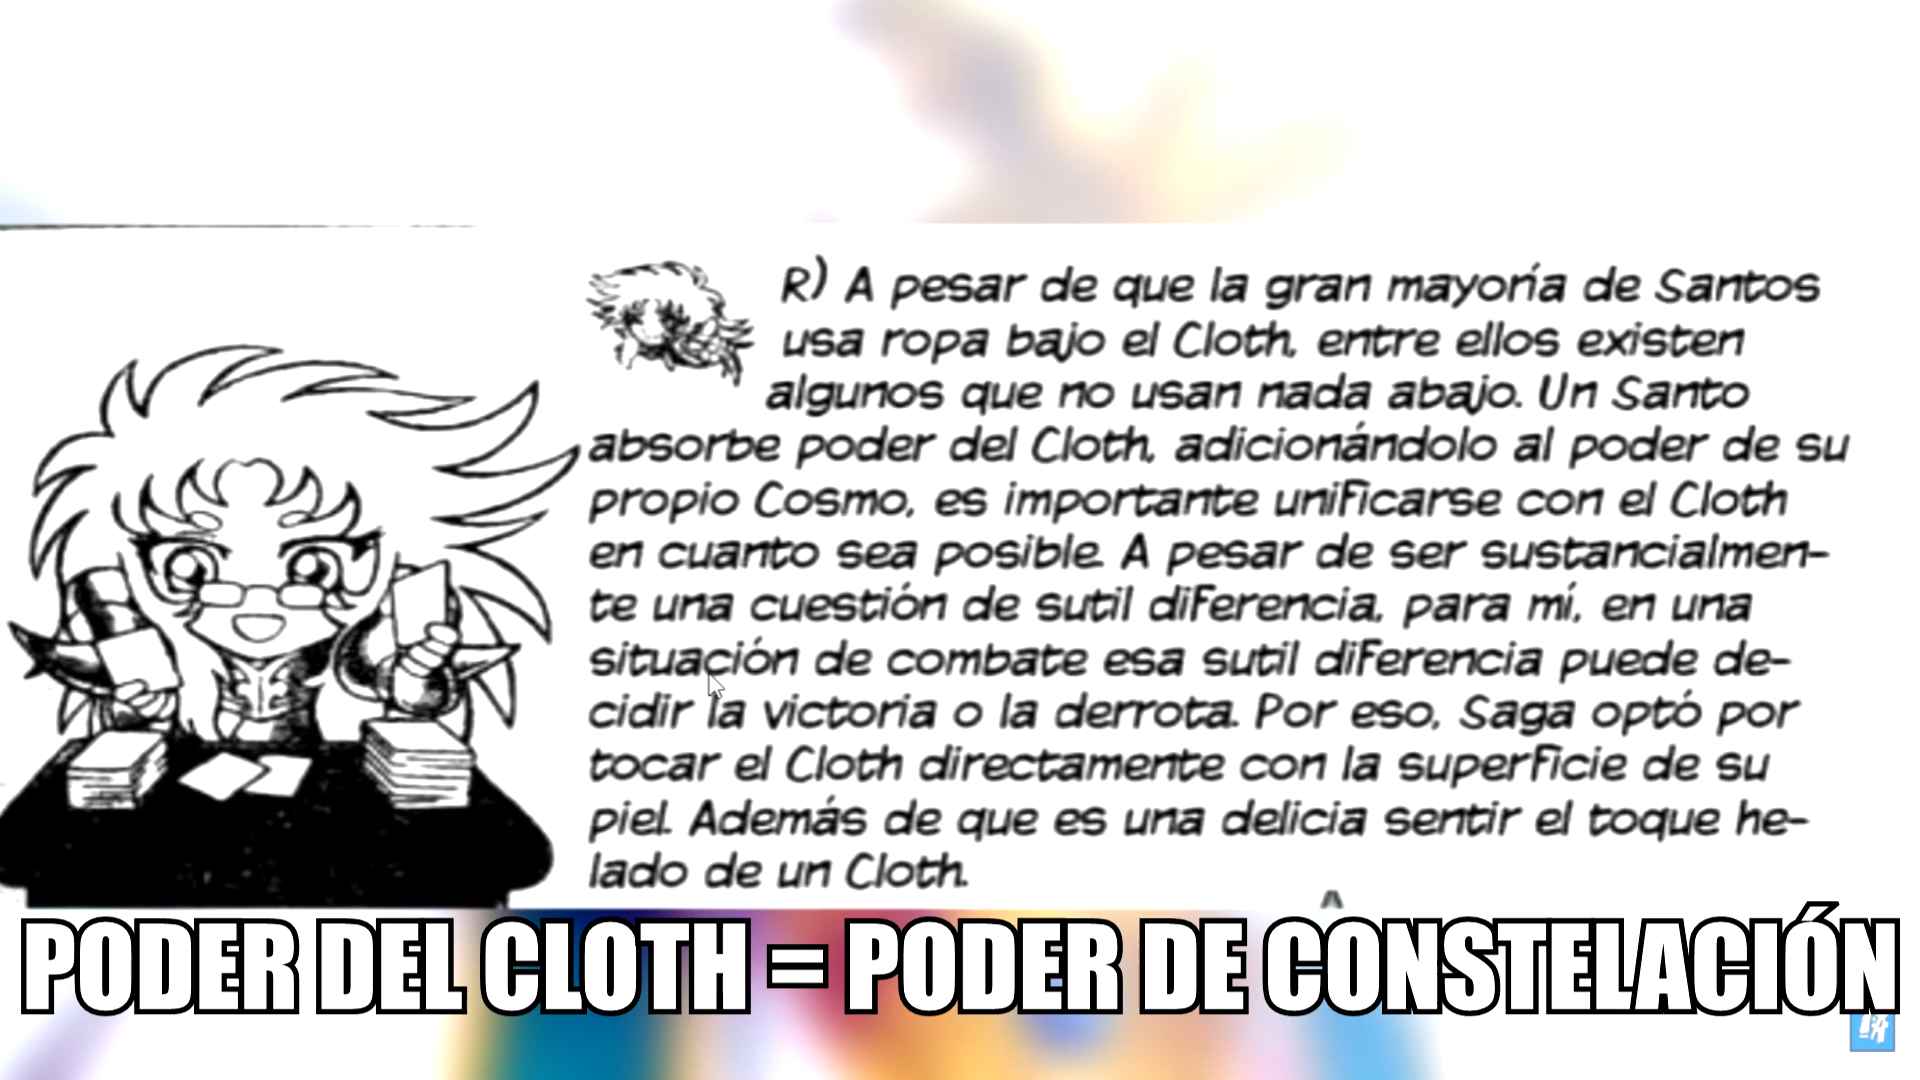 R) A pesar de que la gran mayoría de Santos
usa ropa bajo el Cloth, entre ellos existen
algunos que no usan nada abajo. Un Santo
absorbe poder del Cloth, adicionándolo al poder de su
propio Cosmo, es importante unificarse con el Cloth
en cuanto sea posible. A pesar de ser sustancialmen-
te una cuestión de sutil diferencia, para mí, en una
situación de combate esa sutil diferencia puede de-
cidir la victoria o la derrota. Por eso, Saga optó por
tocar el Cloth directamente con la superficie de su
piel. Además de que es una delicia sentir el toque he-
lado de un Cloth.
PODER DEL CLOTH = PODER DE CONSTELACIÓN